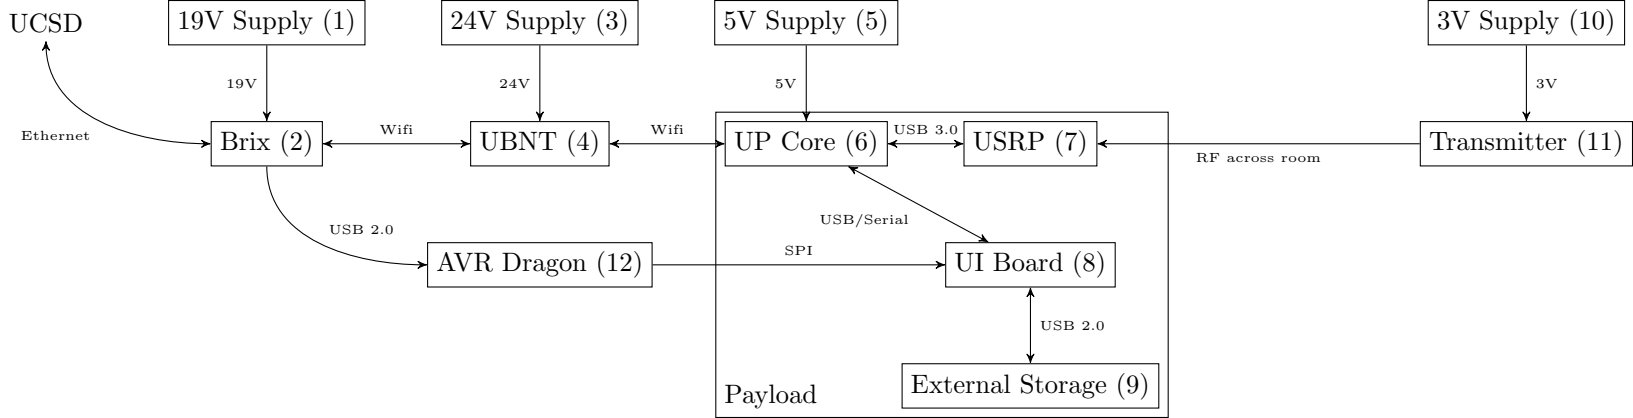 UCSD
19V Supply (1)
24V Supply (3)
5V Supply (5)
3V Supply (10)
19V
24V
5V
3V
Ethernet
Brix (2)
Wifi
UBNT (4)
Wifi
UP Core (6)
USB 3.0
USRP (7)
RF across room
Transmitter (11)
USB 2.0
USB/Serial
AVR Dragon (12)
SPI
UI Board (8)
USB 2.0
Payload
External Storage (9)